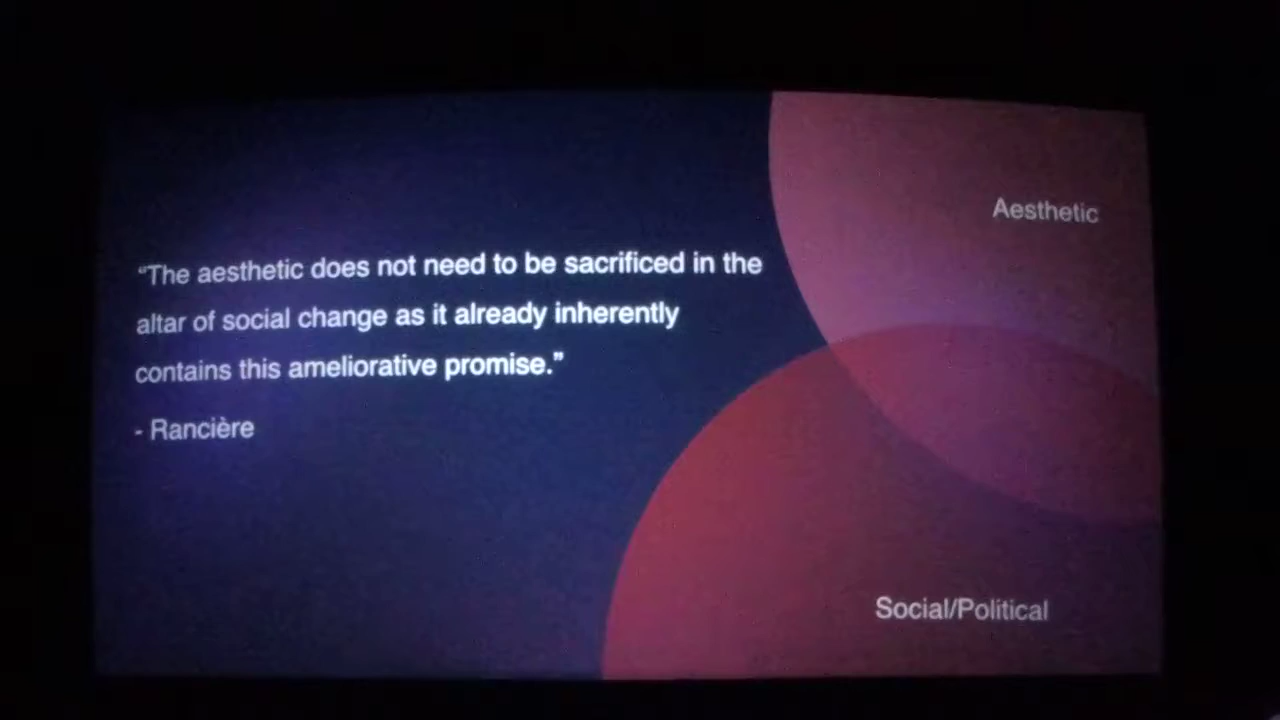 “The aesthetic does not need to be sacrificed in the
altar of social change as it already inherently
contains this ameliorative promise.”
- Rancière
Aesthetic
Social/Political